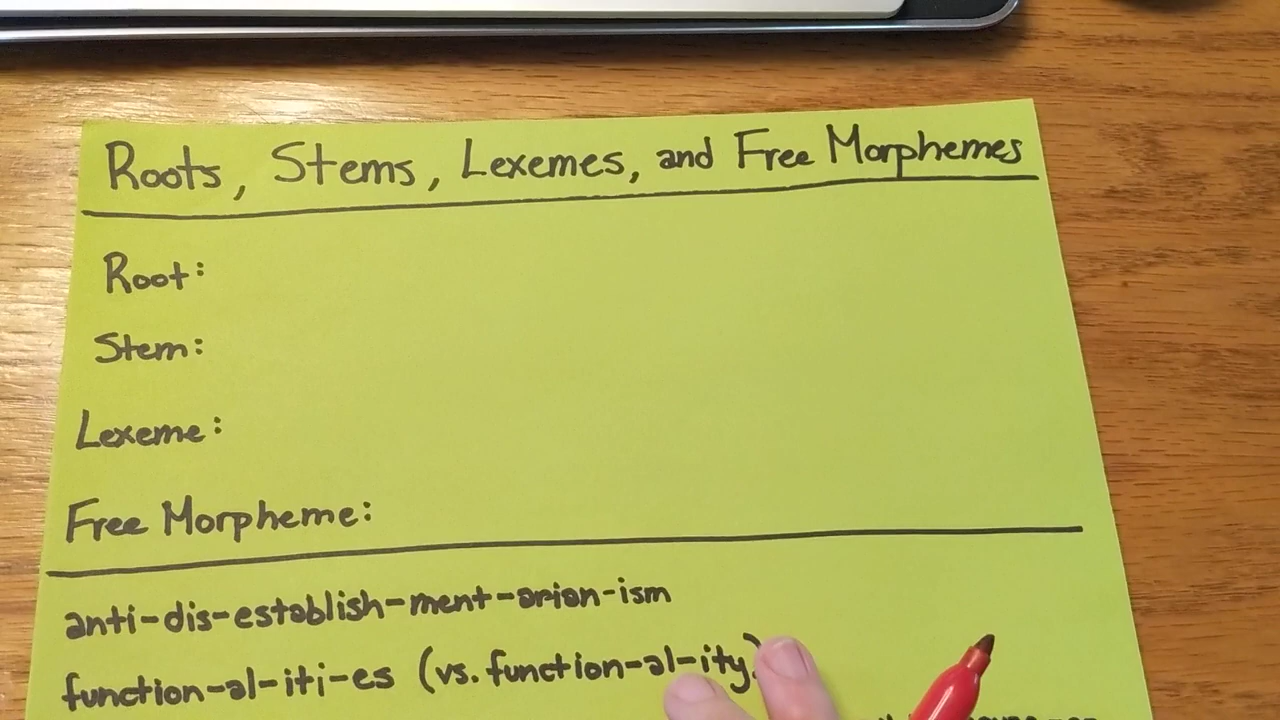 Roots, Stems, Lexemes, and Free Morphemes
Root:
Stem:
Lexeme:
Free Morpheme:
anti-dis-establish-ment-arian-ism
function-al-iti-es (vs. function-al-ity)